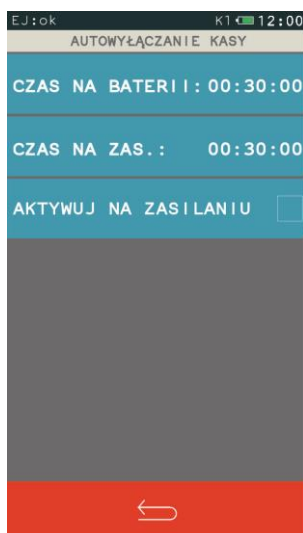 EJ:ok K1 12:00
AUTOWYŁĄCZANIE KASY
CZAS NA BATERII: 00:30:00
CZAS NA ZAS.: 00:30:00
AKTYWUJ NA ZASILANIU